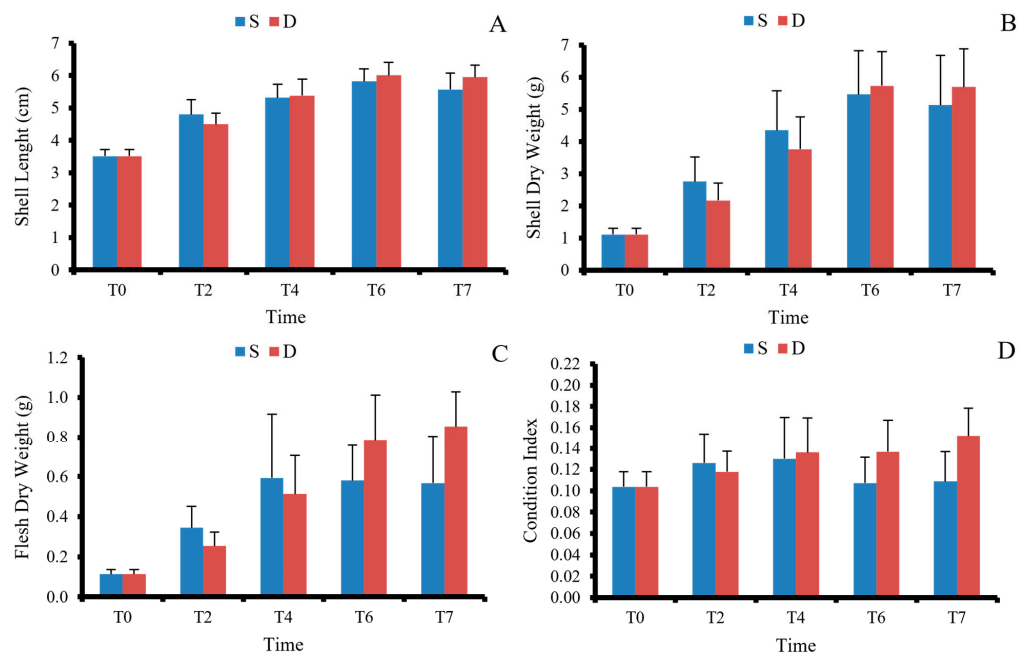 S D
A
7
6
5
4
3
2
1
0
Shell Lenght (cm)
T0 T2 T4 T6 T7
Time
S D
B
7
6
5
4
3
2
1
0
Shell Dry Weight (g)
T0 T2 T4 T6 T7
Time
S D
C
1.2
1.0
0.8
0.6
0.4
0.2
0.0
Flesh Dry Weight (g)
T0 T2 T4 T6 T7
Time
S D
D
0.22
0.20
0.18
0.16
0.14
0.12
0.10
0.08
0.06
0.04
0.02
0.00
Condition Index
T0 T2 T4 T6 T7
Time